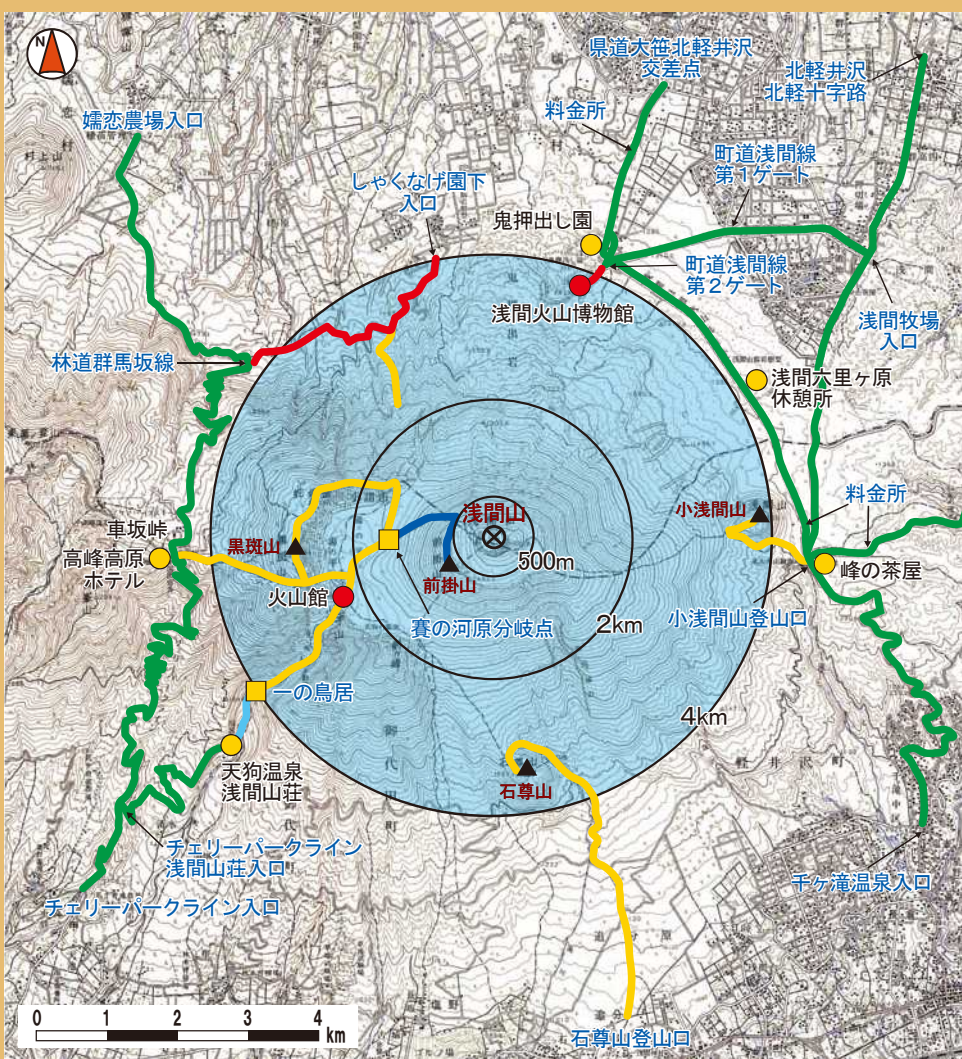 N
県道大笹北軽井沢
交差点
北軽井沢
北軽十字路
嬬恋農場入口
料金所
町道浅間線
第1ゲート
しゃくなげ園下
入口
鬼押出し園
町道浅間線
第2ゲート
浅間火山博物館
浅間牧場
入口
林道群馬坂線
浅間六里ヶ原
休憩所
浅間山
小浅間山
料金所
車坂峠
高峰高原
ホテル
黒斑山
500m
峰の茶屋
火山館
前掛山
賽の河原分岐点
2km
小浅間山登山口
一の鳥居
4km
軽井沢町
御代田町
天狗温泉
浅間山荘
石尊山
チェリーパークライン
浅間山荘入口
千ヶ滝温泉入口
チェリーパークライン入口
0 1 2 3 4
km
石尊山登山口